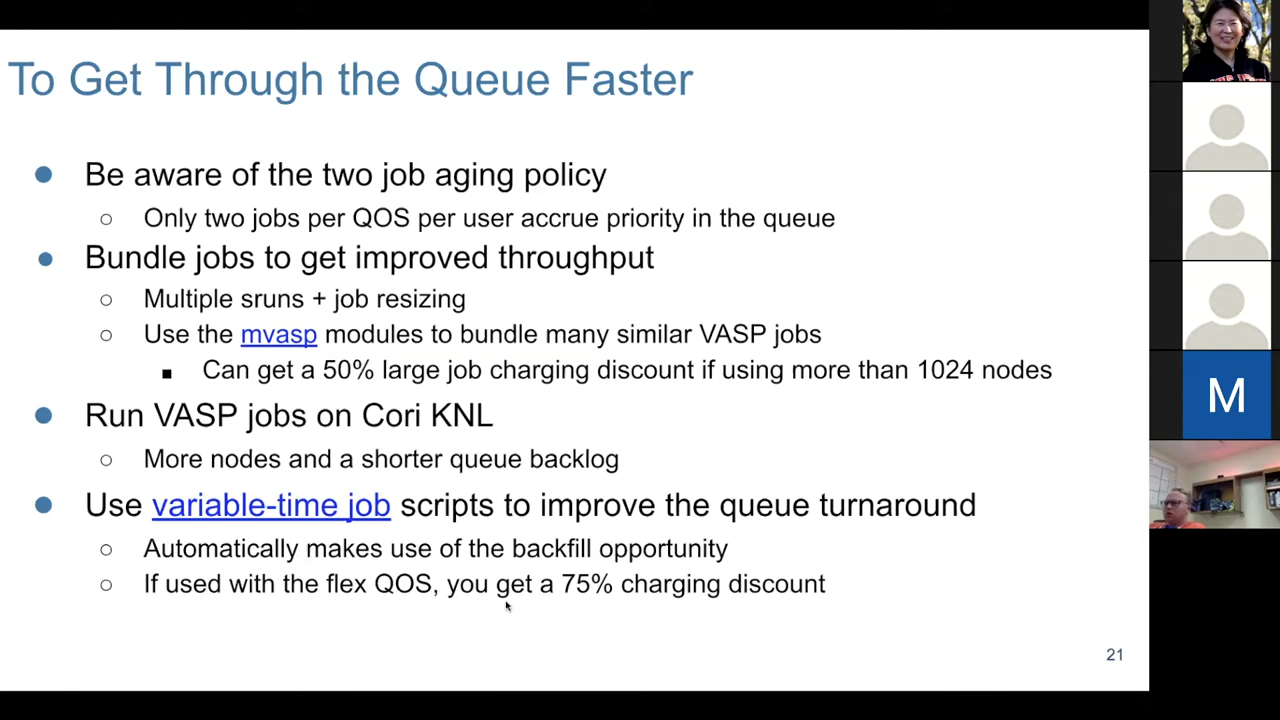 To Get Through the Queue Faster
● Be aware of the two job aging policy
○ Only two jobs per QOS per user accrue priority in the queue
● Bundle jobs to get improved throughput
○ Multiple sruns + job resizing
○ Use the mvasp modules to bundle many similar VASP jobs
■ Can get a 50% large job charging discount if using more than 1024 nodes
● Run VASP jobs on Cori KNL
○ More nodes and a shorter queue backlog
● Use variable-time job scripts to improve the queue turnaround
○ Automatically makes use of the backfill opportunity
○ If used with the flex QOS, you get a 75% charging discount
21
M